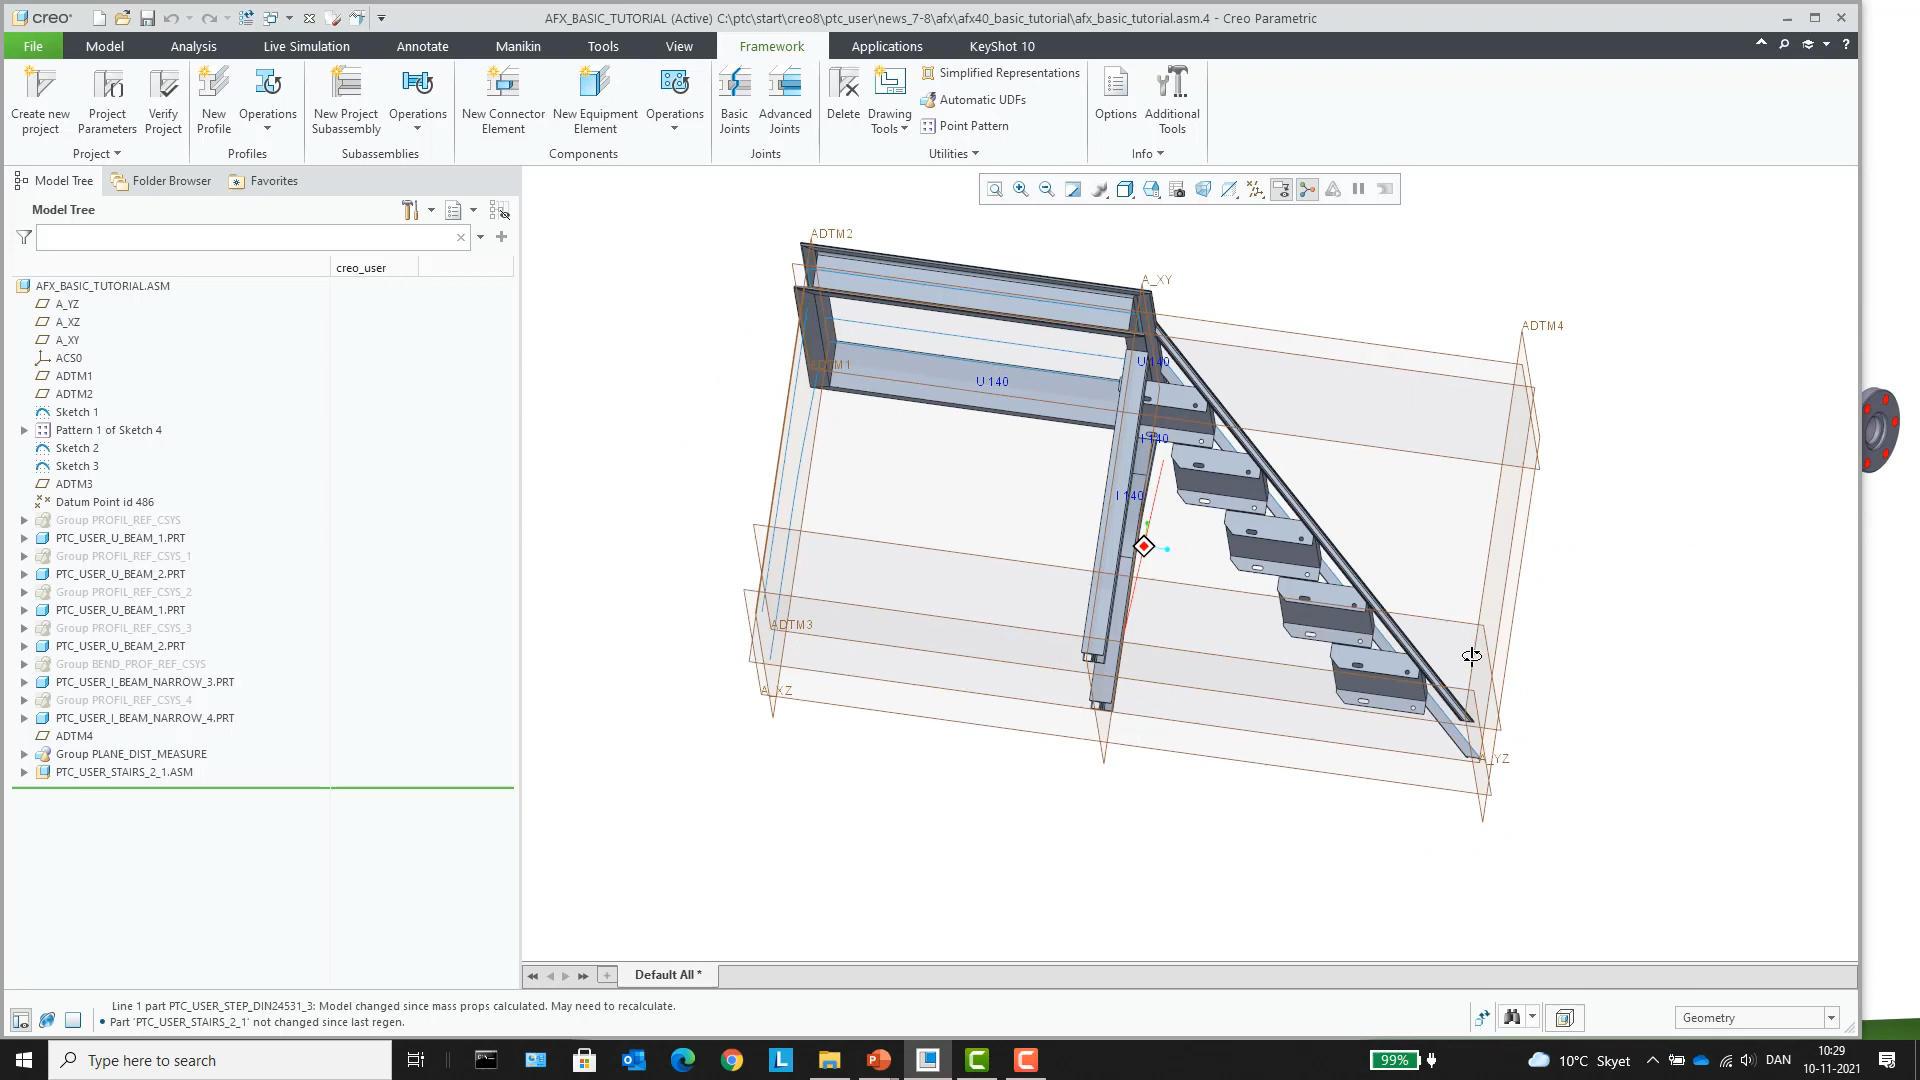 creo
AFX_BASIC_TUTORIAL (Active) C:\ptc\start\creo8\ptc_user\news_7-8\afx\afx40_basic_tutorial\afx_basic_tutorial.asm.4 - Creo Parametric
File Model Analysis Live Simulation Annotate Manikin Tools View Framework Applications KeyShot 10
Create new project
Project Parameters
Verify Project
New Profile
Operations
New Project Subassembly
Operations
New Connector Element
New Equipment Element
Operations
Basic Joints
Advanced Joints
Delete
Drawing Tools
Simplified Representations
Automatic UDFs
Point Pattern
Options
Additional Tools
Project Profiles Subassemblies Components Joints Utilities Info
Model Tree Folder Browser Favorites
Model Tree
creo_user
AFX_BASIC_TUTORIAL.ASM
A_YZ
A_XZ
A_XY
ACS0
ADTM1
ADTM2
Sketch 1
Pattern 1 of Sketch 4
Sketch 2
Sketch 3
ADTM3
Datum Point id 486
Group PROFIL_REF_CSYS
PTC_USER_U_BEAM_1.PRT
Group PROFIL_REF_CSYS_1
PTC_USER_U_BEAM_2.PRT
Group PROFIL_REF_CSYS_2
PTC_USER_U_BEAM_1.PRT
Group PROFIL_REF_CSYS_3
PTC_USER_U_BEAM_2.PRT
Group BEND_PROF_REF_CSYS
PTC_USER_I_BEAM_NARROW_3.PRT
Group PROFIL_REF_CSYS_4
PTC_USER_I_BEAM_NARROW_4.PRT
ADTM4
Group PLANE_DIST_MEASURE
PTC_USER_STAIRS_2_1.ASM
ADTM2
A_XY
ADTM4
ADTM1
U 140
U 140
I 140
I 140
ADTM3
A_XZ
A_YZ
Default All *
Line 1 part PTC_USER_STEP_DIN24531_3: Model changed since mass props calculated. May need to recalculate.
• Part 'PTC_USER_STAIRS_2_1' not changed since last regen.
Geometry
Type here to search
99%
10°C Skyet
DAN
10:29
10-11-2021